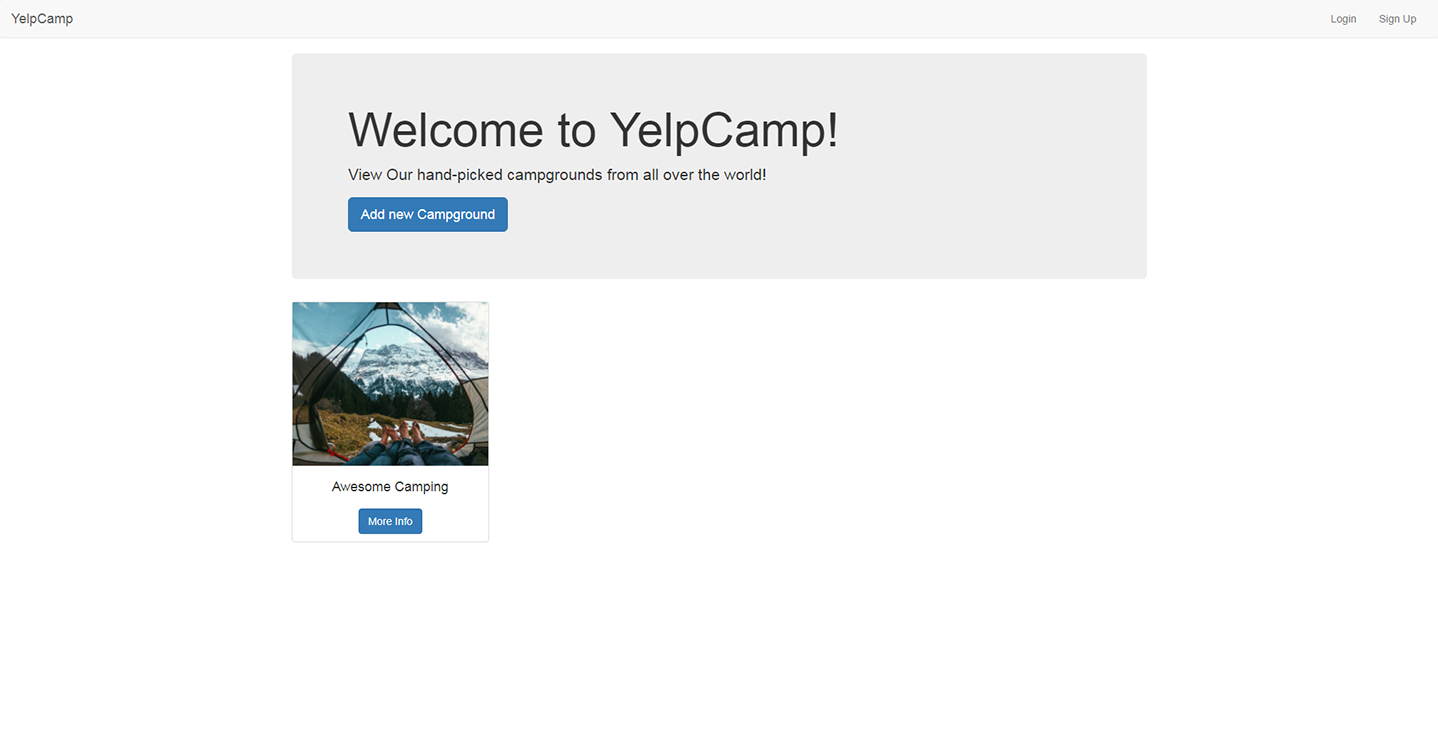 YelpCamp
Login
Sign Up
Welcome to YelpCamp!
View Our hand-picked campgrounds from all over the world!
Add new Campground
Awesome Camping
More Info